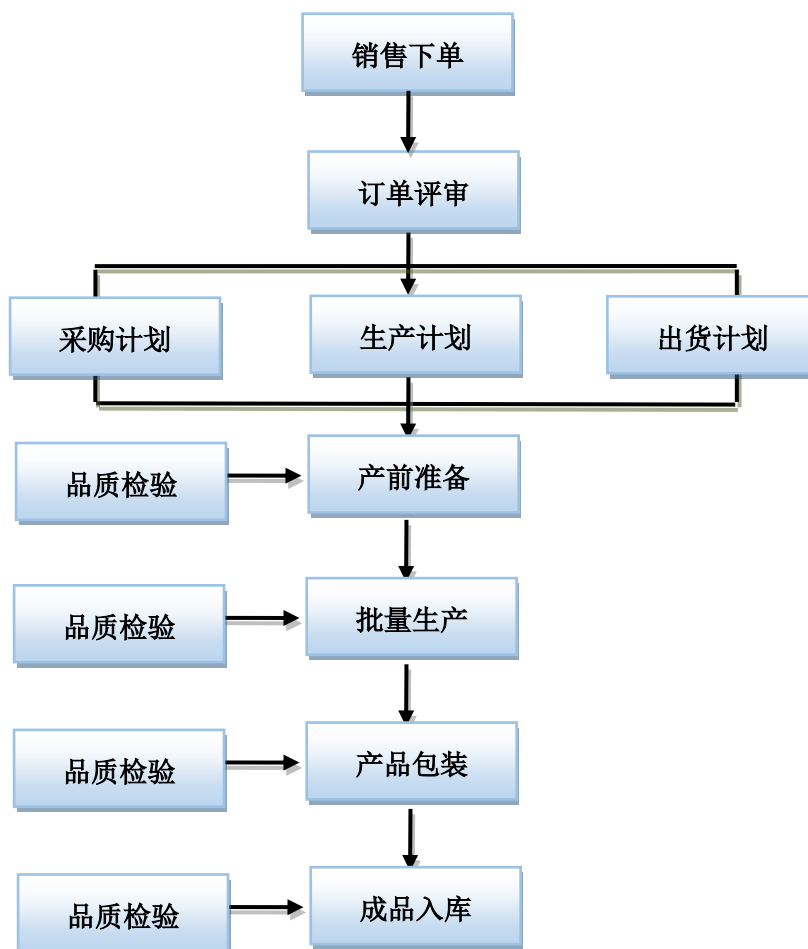 销售下单
订单评审
采购计划
生产计划
出货计划
品质检验
产前准备
品质检验
批量生产
品质检验
产品包装
品质检验
成品入库